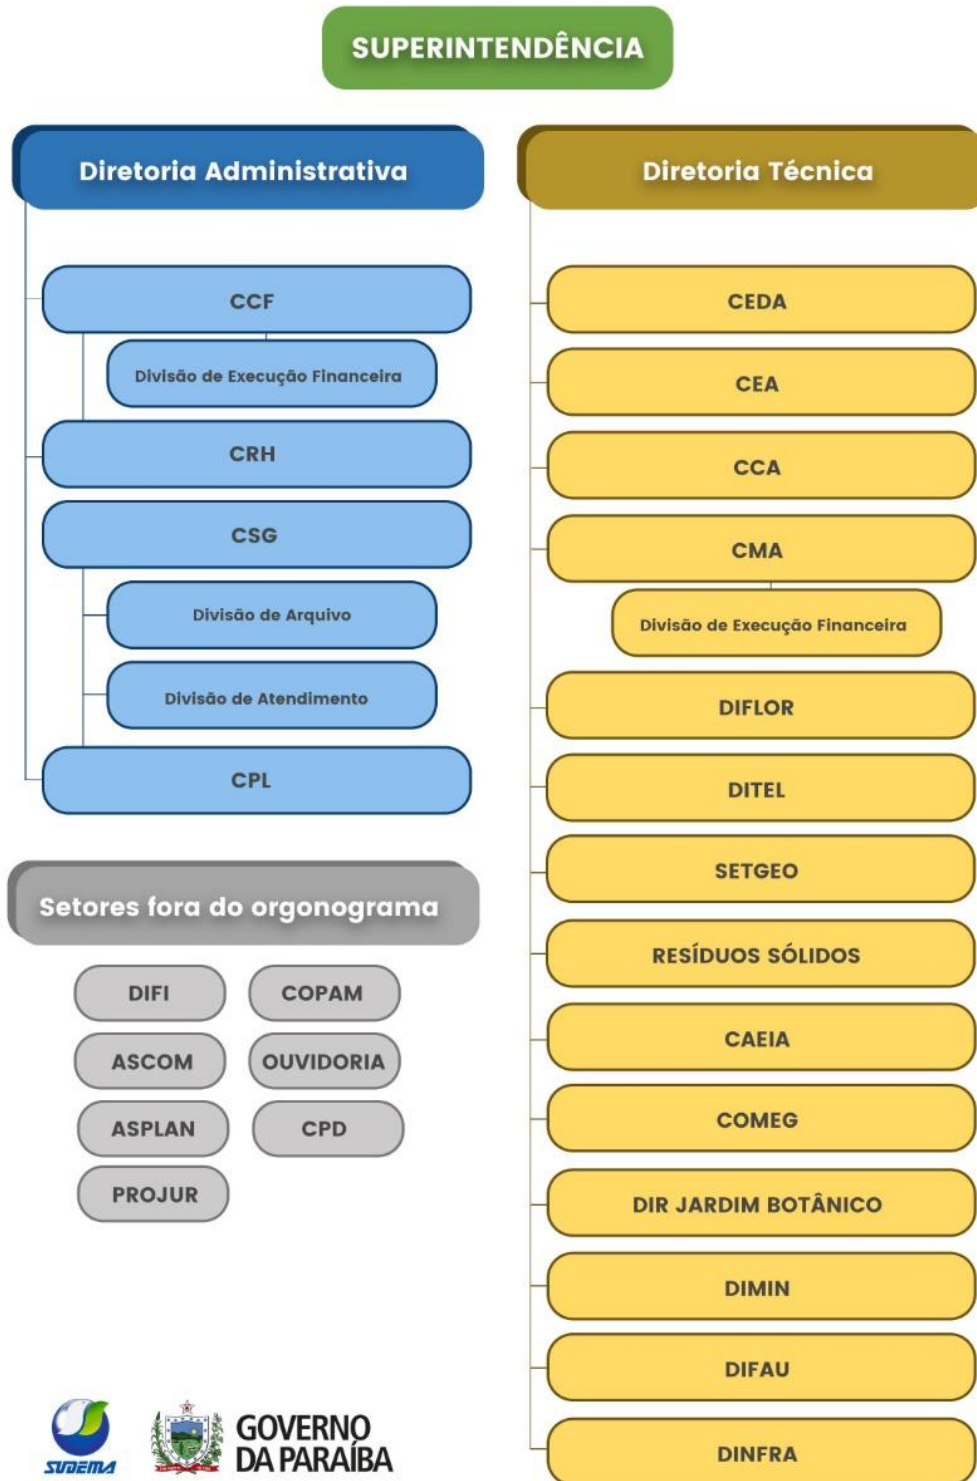 SUPERINTENDÊNCIA
Diretoria Administrativa
CCF
Divisão de Execução Financeira
CRH
CSG
Divisão de Arquivo
Divisão de Atendimento
CPL
Setores fora do orgonograma
DIFI
COPAM
ASCOM
OUVIDORIA
ASPLAN
CPD
PROJUR
Diretoria Técnica
CEDA
CEA
CCA
CMA
Divisão de Execução Financeira
DIFLOR
DITEL
SETGEO
RESÍDUOS SÓLIDOS
CAEIA
COMEG
DIR JARDIM BOTÂNICO
DIMIN
DIFAU
DINFRA
SUDEMA
GOVERNO
DA PARAÍBA